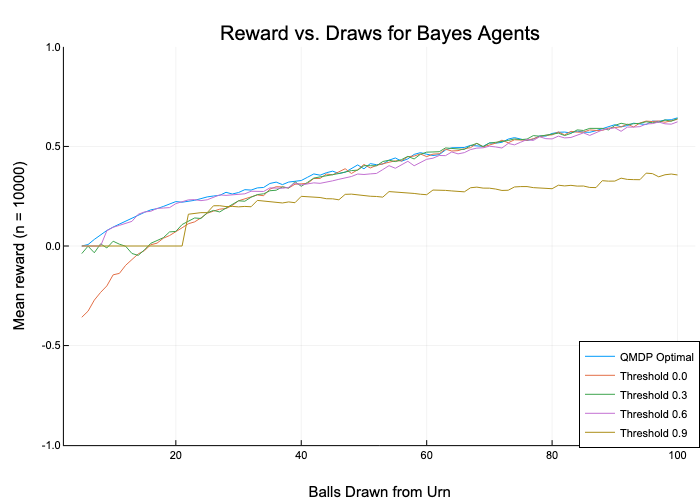 Reward vs. Draws for Bayes Agents
Mean reward (n = 10000)
1.0
0.5
0.0
-0.5
-1.0
20
40
60
80
100
Balls Drawn from Urn
QMDP Optimal
Threshold 0.0
Threshold 0.3
Threshold 0.6
Threshold 0.9